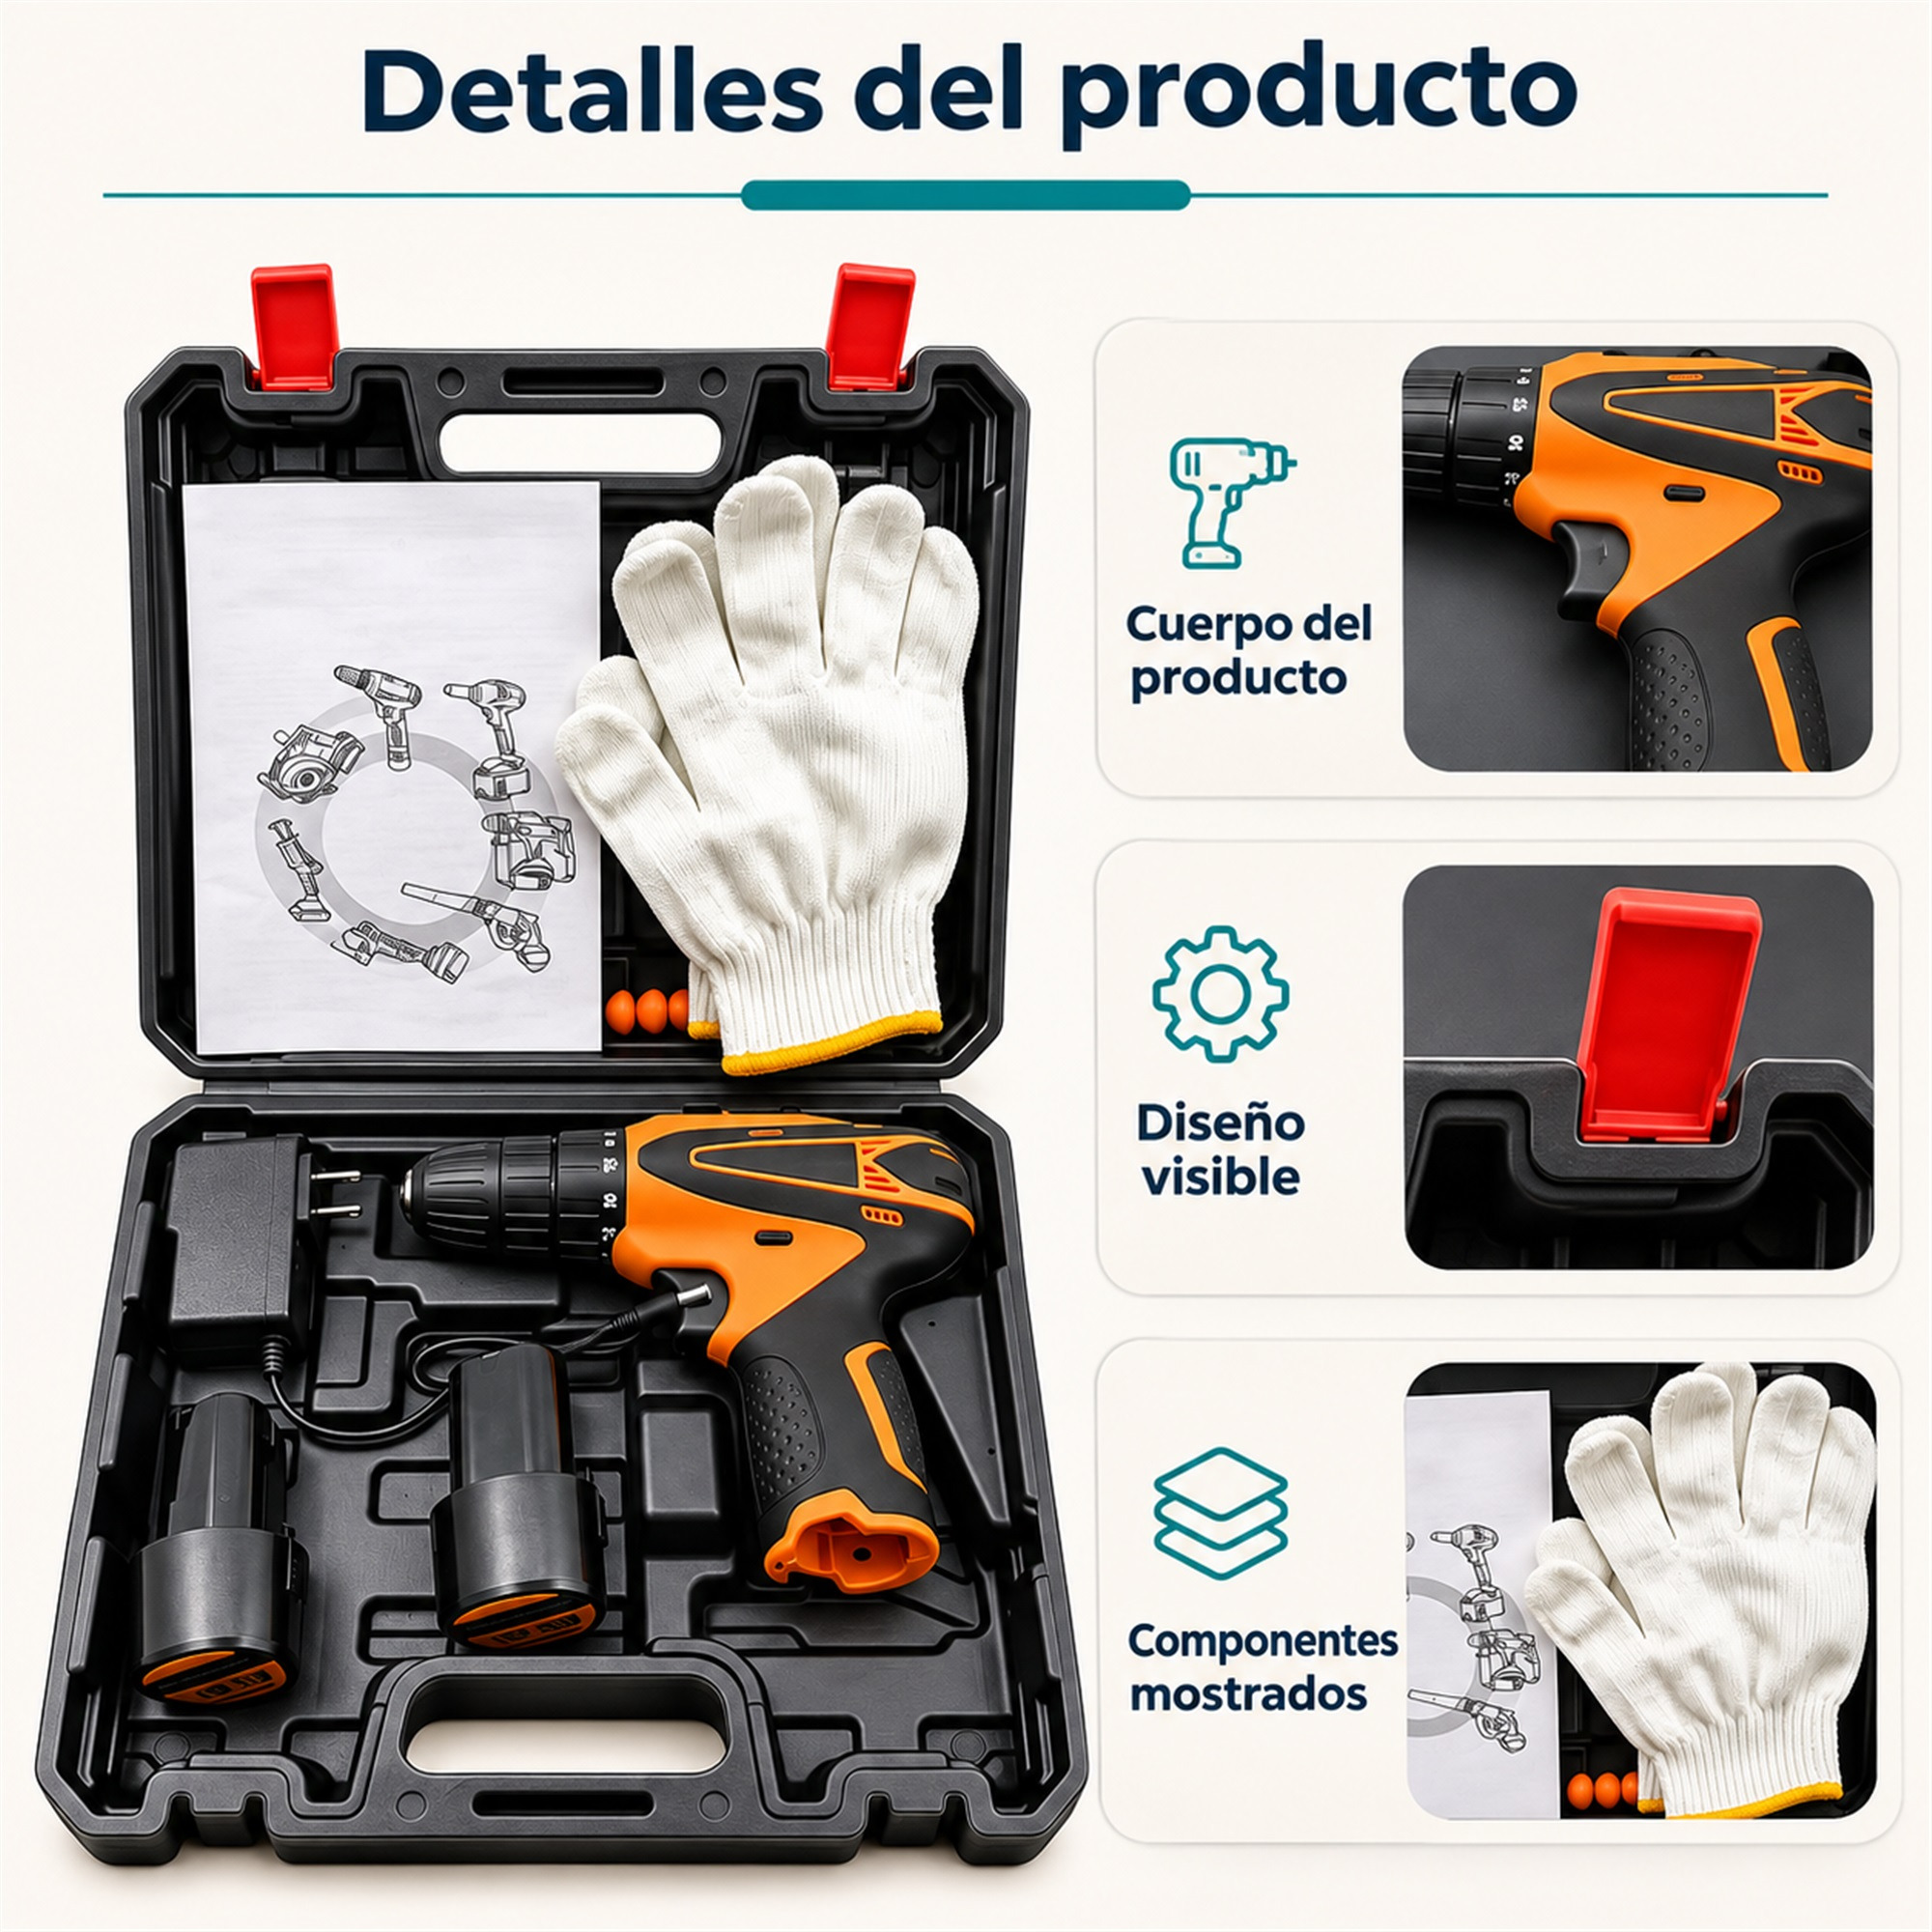 Detalles del producto
Cuerpo del
producto
Diseño
visible
Componentes
mostrados